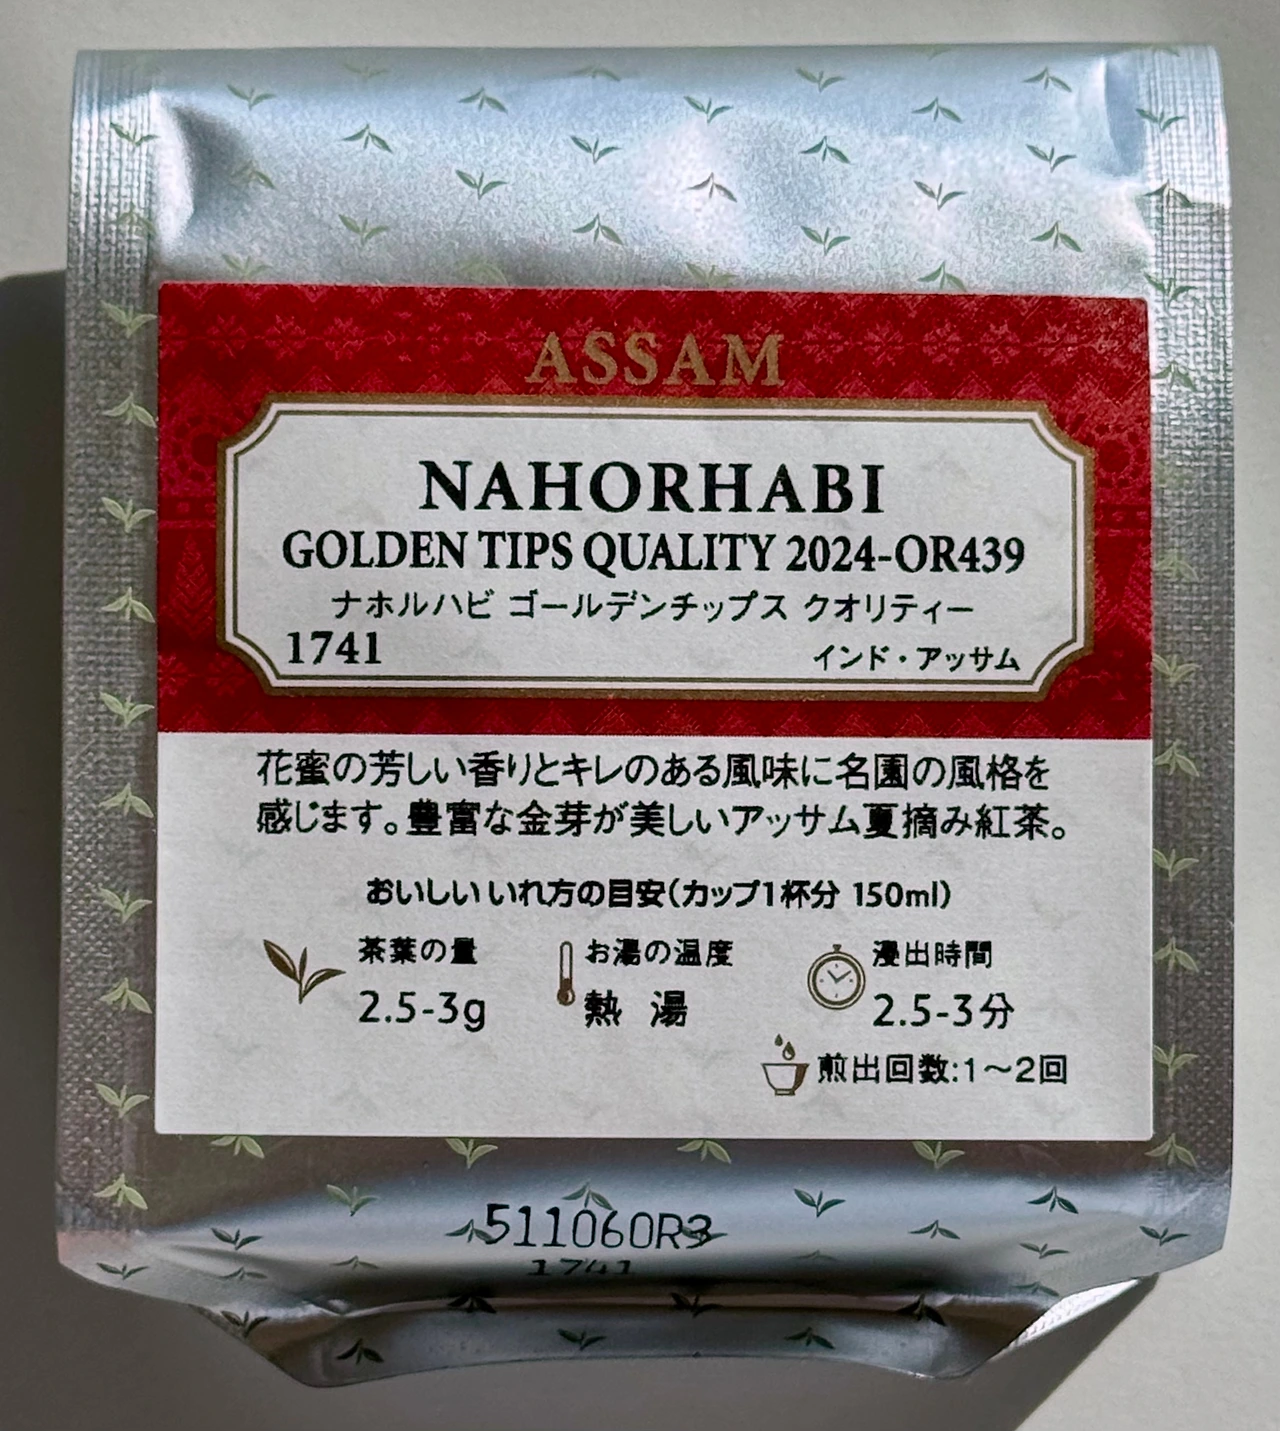 ASSAM
NAHORHABI
GOLDEN TIPS QUALITY 2024-OR439
ナホルハビ ゴールデンチップス クオリティー
1741
インド・アッサム
花蜜の芳しい香りとキレのある風味に名園の風格を
感じます。豊富な金芽が美しいアッサム夏摘み紅茶。
おいしいいれ方の目安(カップ1杯分 150ml)
茶葉の量
2.5-3g
お湯の温度
熱 湯
浸出時間
2.5-3分
煎出回数:1〜2回
511060R3
1741